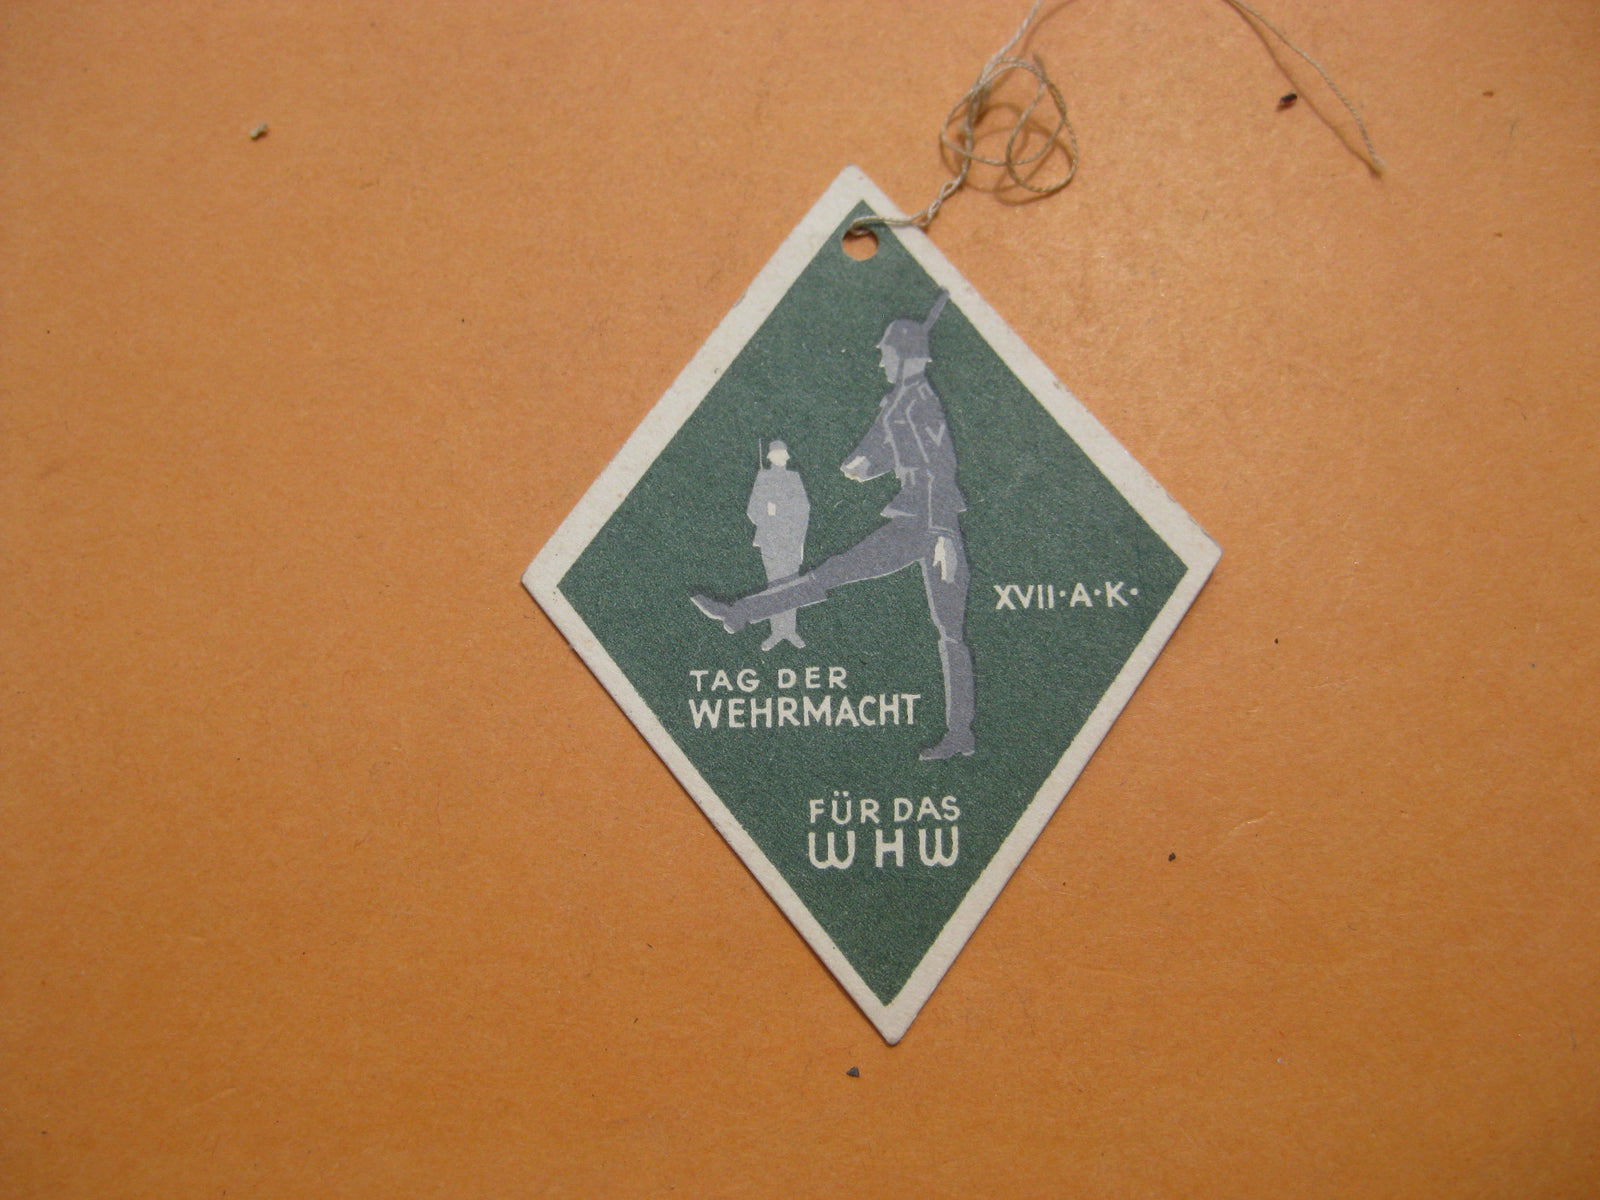 XVII·A·K·
TAG DER
WEHRMACHT
FÜR DAS
WHW